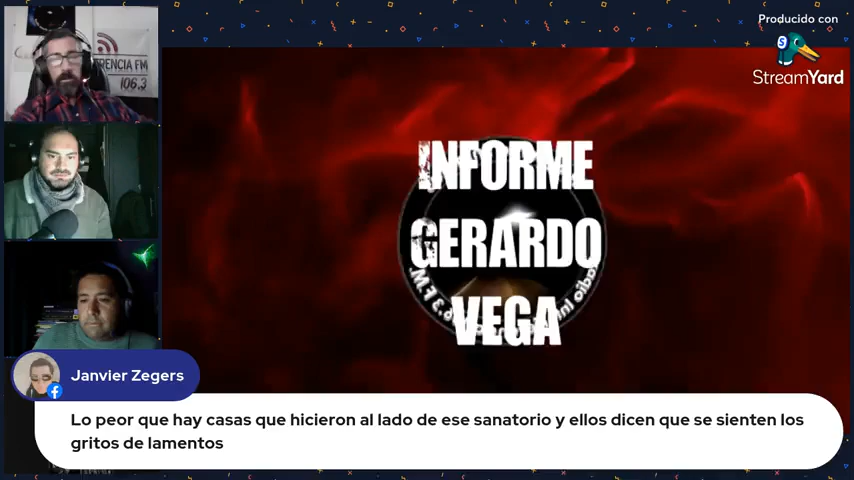 Producido con
StreamYard
RENCIA FM
106.3
INFORME
GERARDO
VEGA
Janvier Zegers
Lo peor que hay casas que hicieron al lado de ese sanatorio y ellos dicen que se sienten los
gritos de lamentos